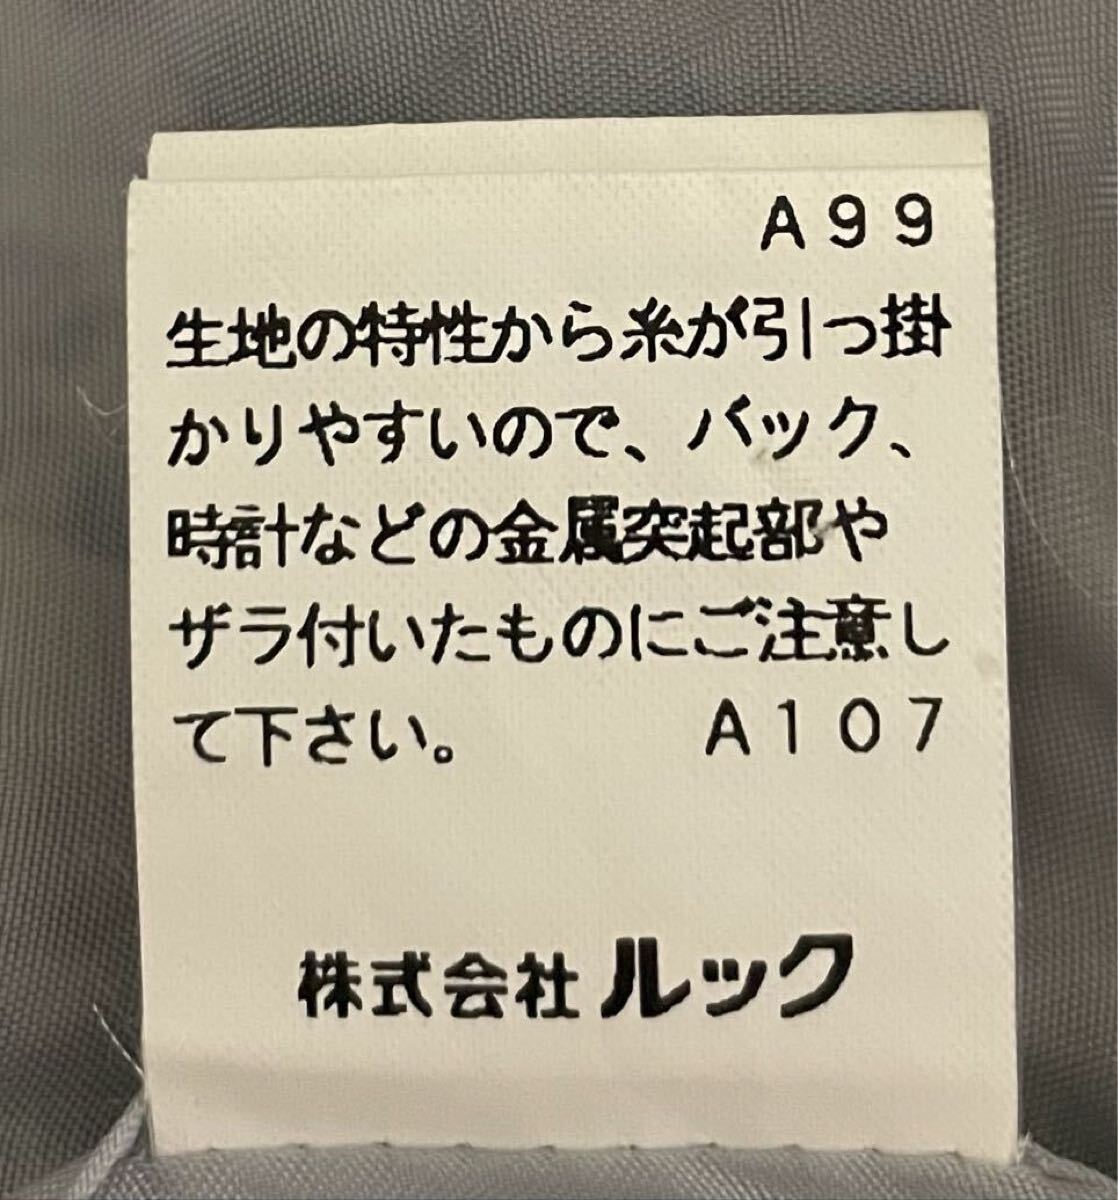 A99
生地の特性から糸が引っ掛
かりやすいので、バック、
時計などの金属突起部や
ザラ付いたものにご注意し
て下さい。 A107
株式会社ルック